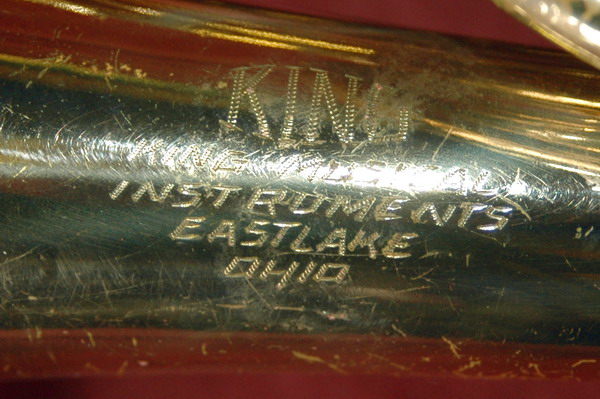 KING
KING MUSICAL
INSTRUMENTS
EASTLAKE
OHIO